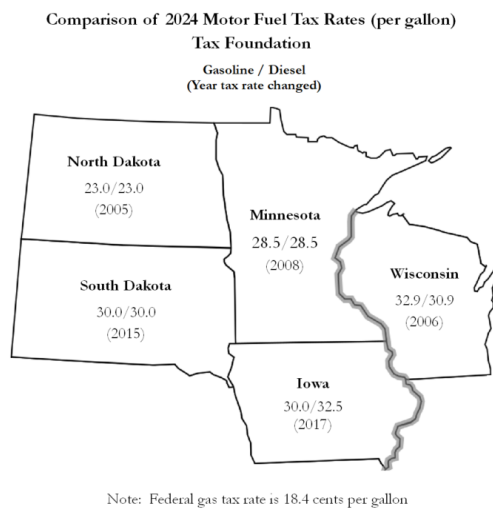 Comparison of 2024 Motor Fuel Tax Rates (per gallon)
Tax Foundation
Gasoline / Diesel
(Year tax rate changed)
North Dakota
23.0/23.0
(2005)
Minnesota
28.5/28.5
(2008)
Wisconsin
32.9/30.9
(2006)
South Dakota
30.0/30.0
(2015)
Iowa
30.0/32.5
(2017)
Note: Federal gas tax rate is 18.4 cents per gallon